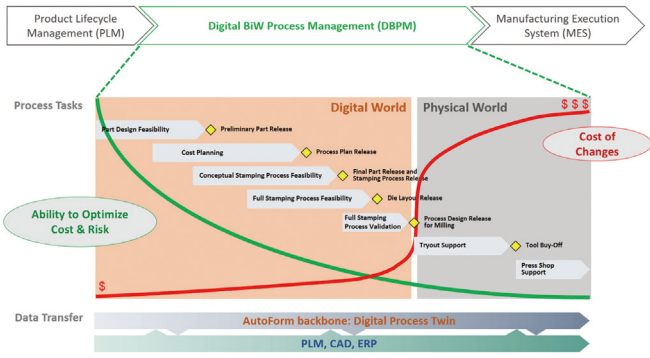 Product Lifecycle
Management (PLM)
Digital BiW Process Management (DBPM)
Manufacturing Execution
System (MES)
Process Tasks
Digital World
Physical World
$ $ $
Part Design Feasibility
Preliminary Part Release
Cost of
Changes
Cost Planning
Process Plan Release
Conceptual Stamping Process Feasibility
Final Part Release and
Stamping Process Release
Full Stamping Process Feasibility
Die Layout Release
Ability to Optimize
Cost & Risk
Full Stamping
Process Validation
Process Design Release
for Milling
Tryout Support
Tool Buy-Off
Press Shop
Support
$
Data Transfer
AutoForm backbone: Digital Process Twin
PLM, CAD, ERP